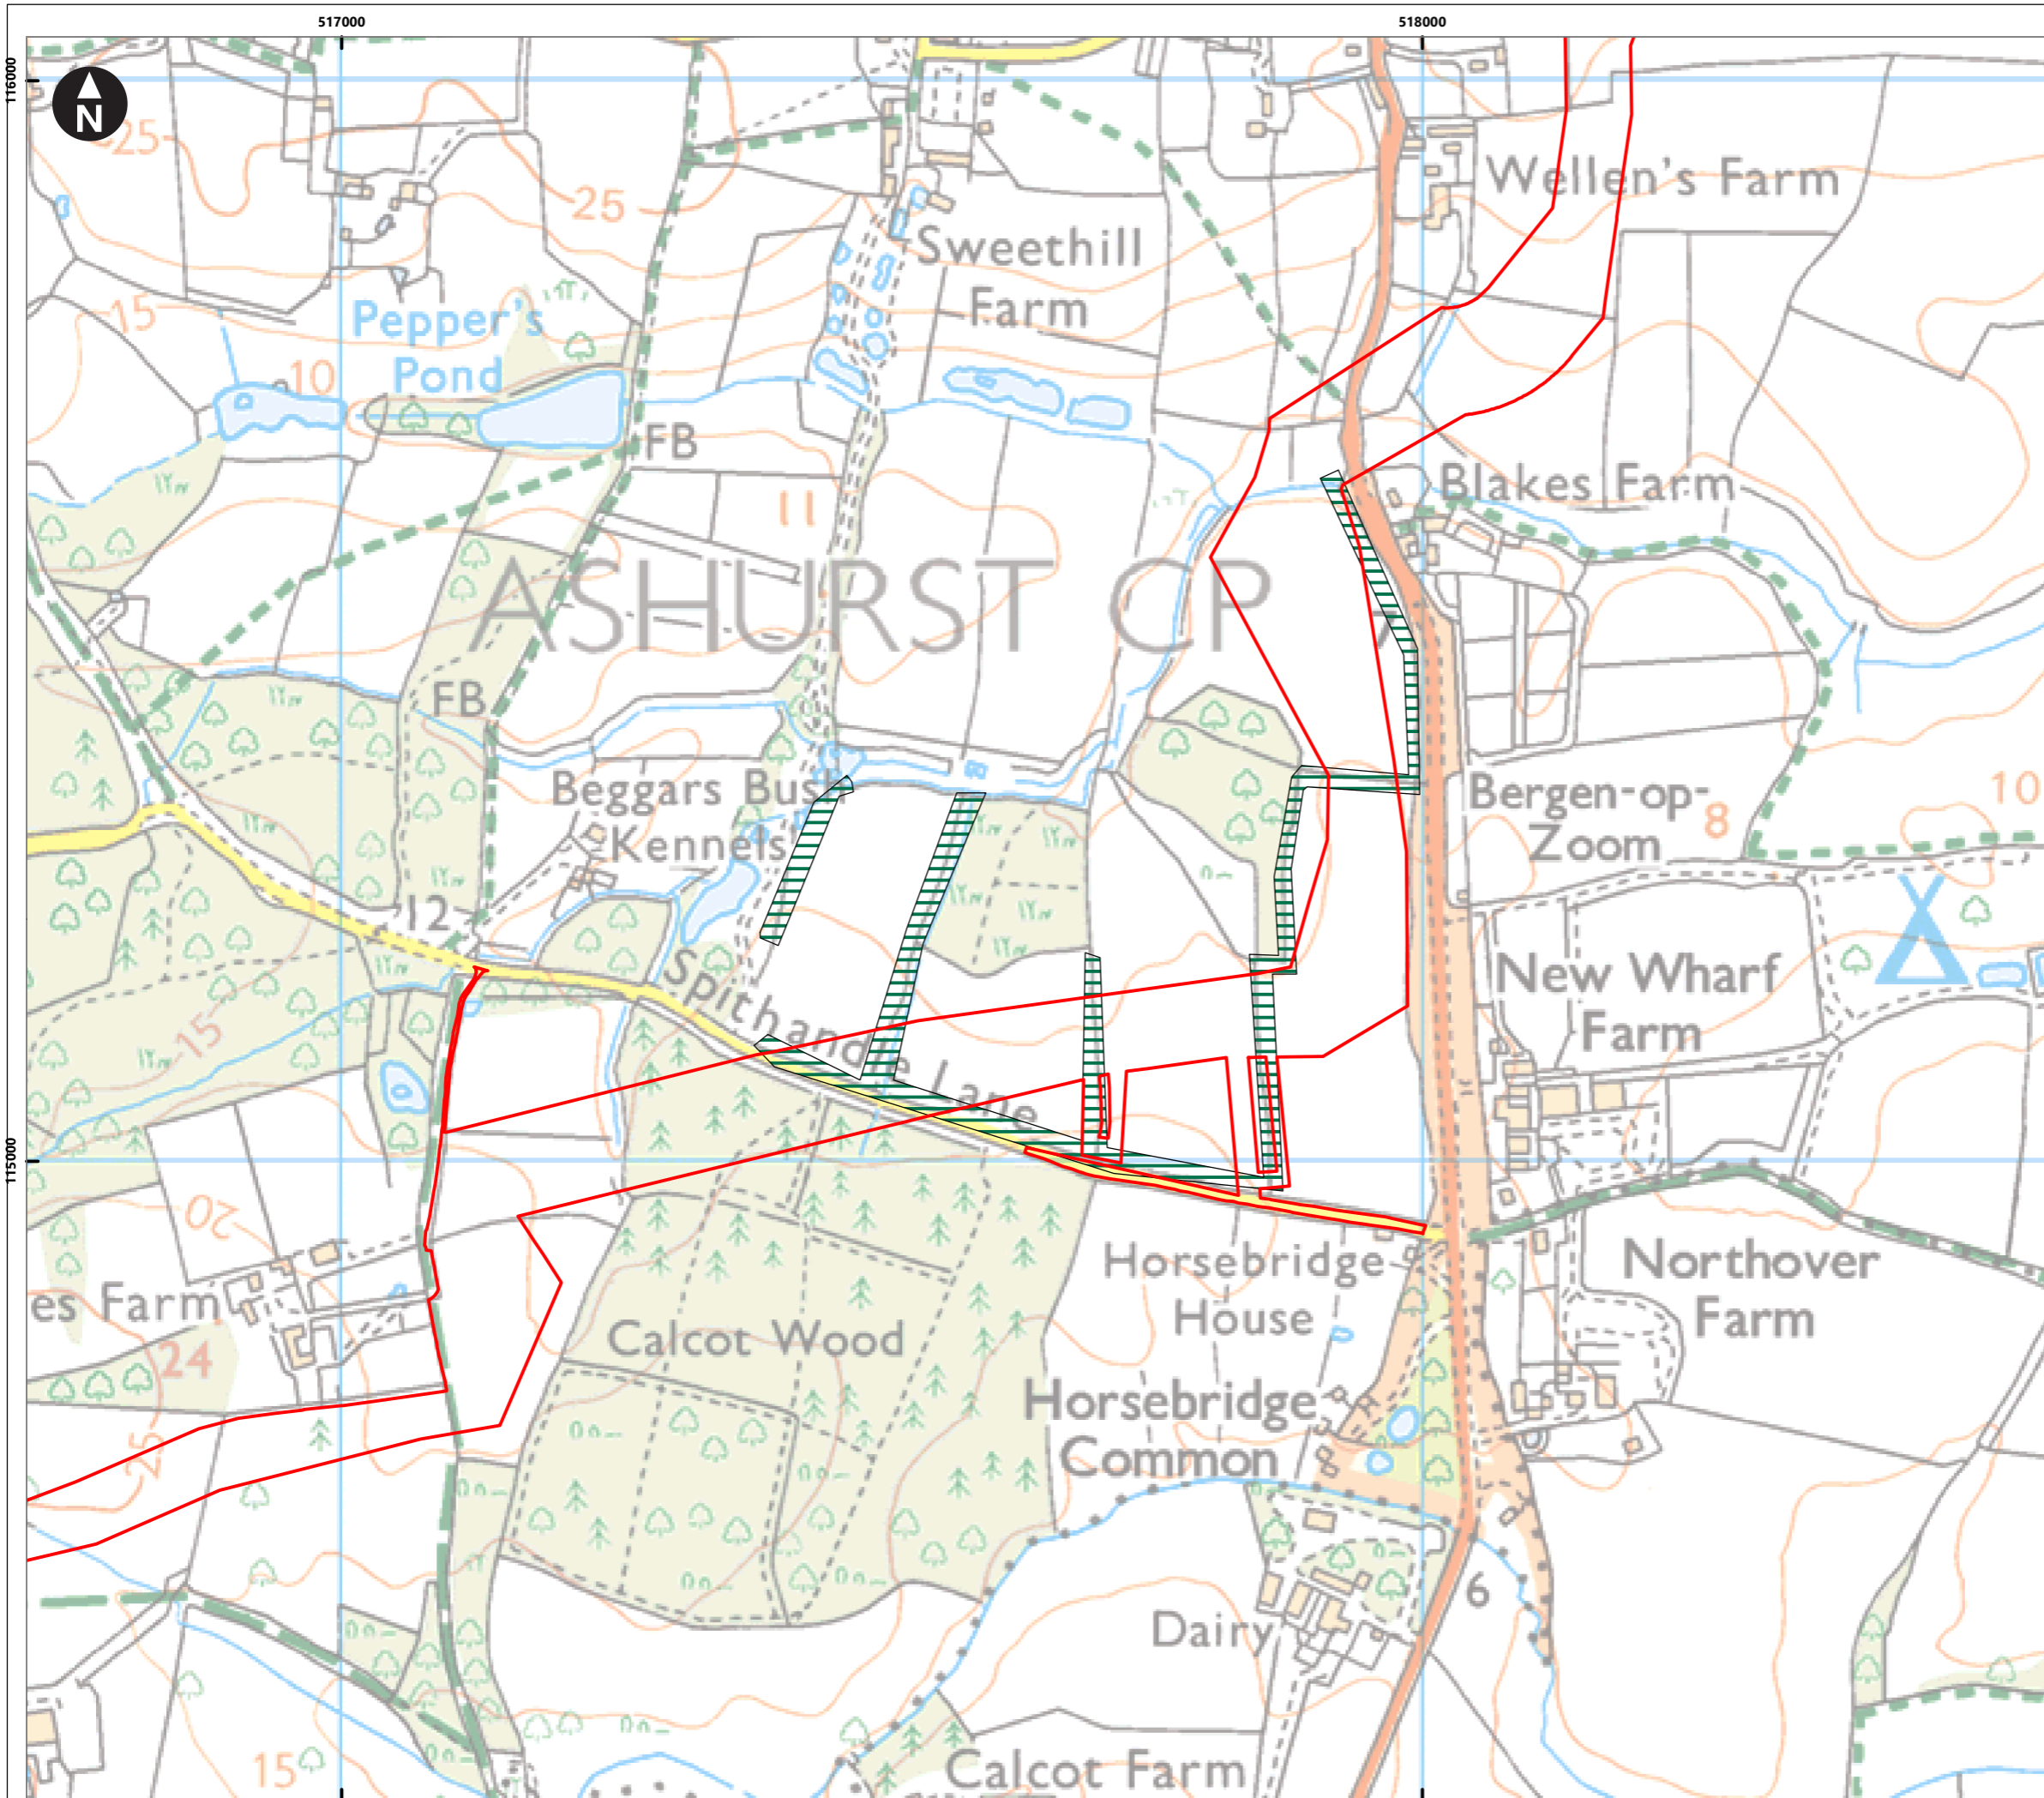 517000
518000
116000
N
25
Wellen's Farm
25
Sweethill
Farm
15
Pepper's
Pond
10
FB
Blakes Farm
11
ASHURST CP
7
FB
Beggars Bush
Kennels
Bergen-op-
Zoom
8
10
12
Spithandle Lane
New Wharf
Farm
15
115000
20
Horsebridge
House
Northover
Farm
es Farm
24
Calcot Wood
Horsebridge
Common
25
6
Dairy
15
Calcot Farm